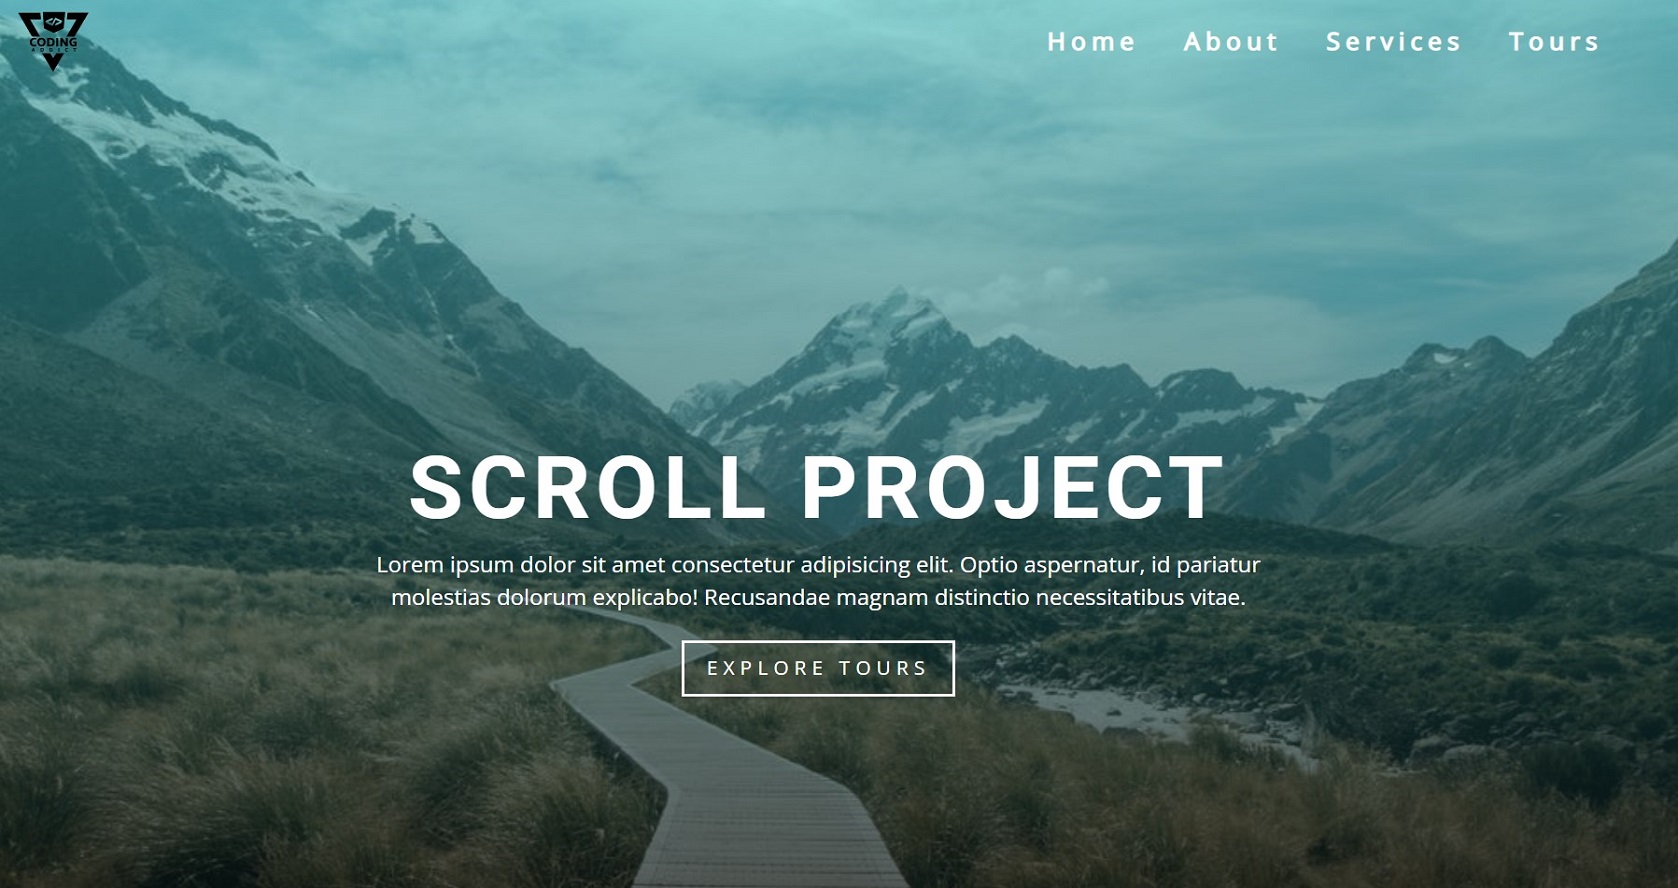 </>
CODING
ADDICT
Home About Services Tours
SCROLL PROJECT
Lorem ipsum dolor sit amet consectetur adipisicing elit. Optio aspernatur, id pariatur
molestias dolorum explicabo! Recusandae magnam distinctio necessitatibus vitae.
EXPLORE TOURS